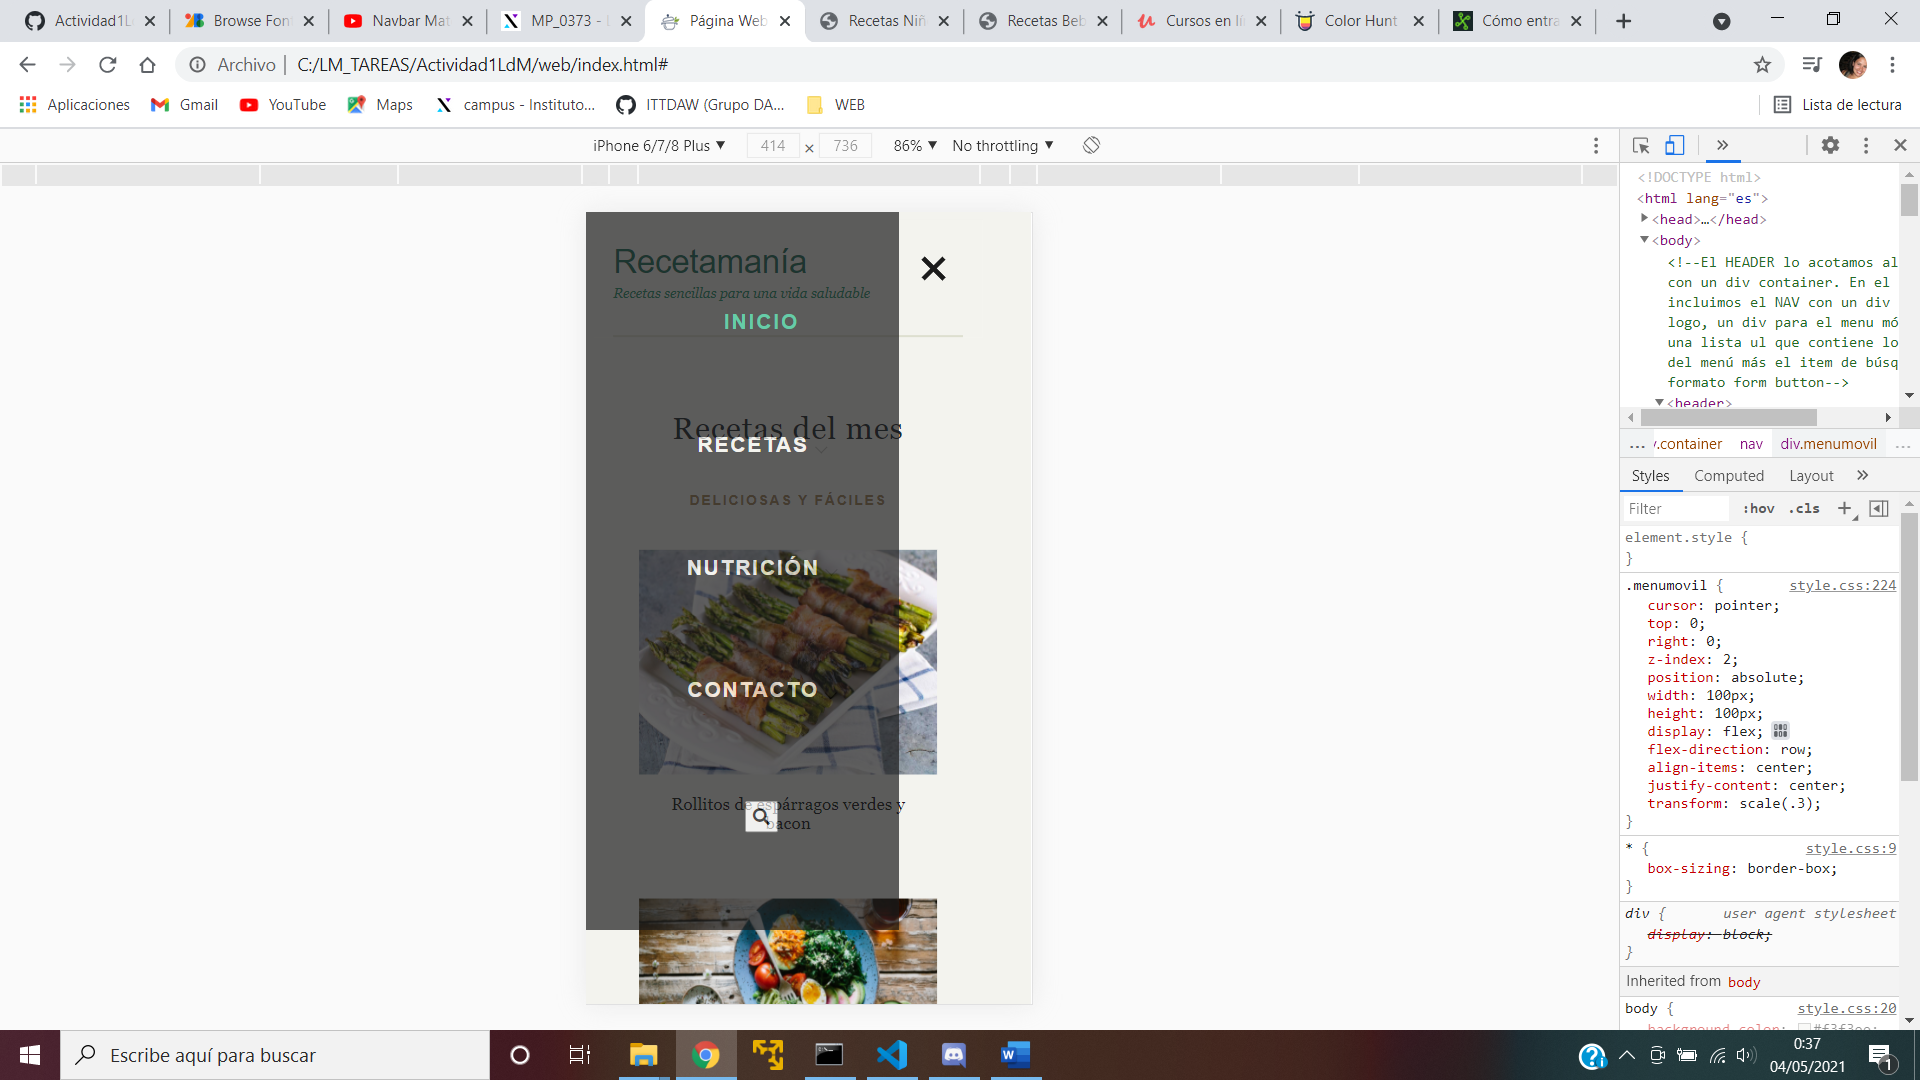 Actividad1L
Browse Font
Navbar Mat
MP_0373 - L
Página Web
Recetas Niñ
Recetas Beb
Cursos en lí
Color Hunt
Cómo entra
Archivo | C:/LM_TAREAS/Actividad1LdM/web/index.html#
Aplicaciones
Gmail
YouTube
Maps
campus - Instituto...
ITTDAW (Grupo DA...
WEB
Lista de lectura
iPhone 6/7/8 Plus ▼ 414 × 736 86% ▼ No throttling ▼
Recetamanía
Recetas sencillas para una vida saludable
INICIO
Recetas del mes
RECETAS
DELICIOSAS Y FÁCILES
NUTRICIÓN
CONTACTO
Rollitos de espárragos verdes y
bacon
<!DOCTYPE html>
<html lang="es">
<head>…</head>
<body>
<!--El HEADER lo acotamos al
con un div container. En el
incluimos el NAV con un div
logo, un div para el menu mó
una lista ul que contiene lo
del menú más el item de búsq
formato form button-->
<header>
... v.container nav div.menumovil ...
Styles Computed Layout
Filter :hov .cls
element.style {
}
.menumovil { style.css:224
cursor: pointer;
top: 0;
right: 0;
z-index: 2;
position: absolute;
width: 100px;
height: 100px;
display: flex;
flex-direction: row;
align-items: center;
justify-content: center;
transform: scale(.3);
}
* { style.css:9
box-sizing: border-box;
}
div { user agent stylesheet
display: block;
}
Inherited from body
body { style.css:20
background-color: #f3f3ee;
Escribe aquí para buscar
0:37
04/05/2021
1